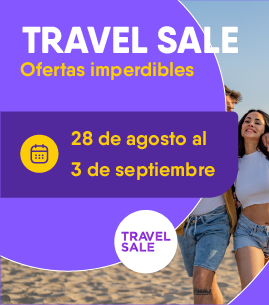 TRAVEL SALE
Ofertas imperdibles
28 de agosto al
3 de septiembre
TRAVEL
SALE